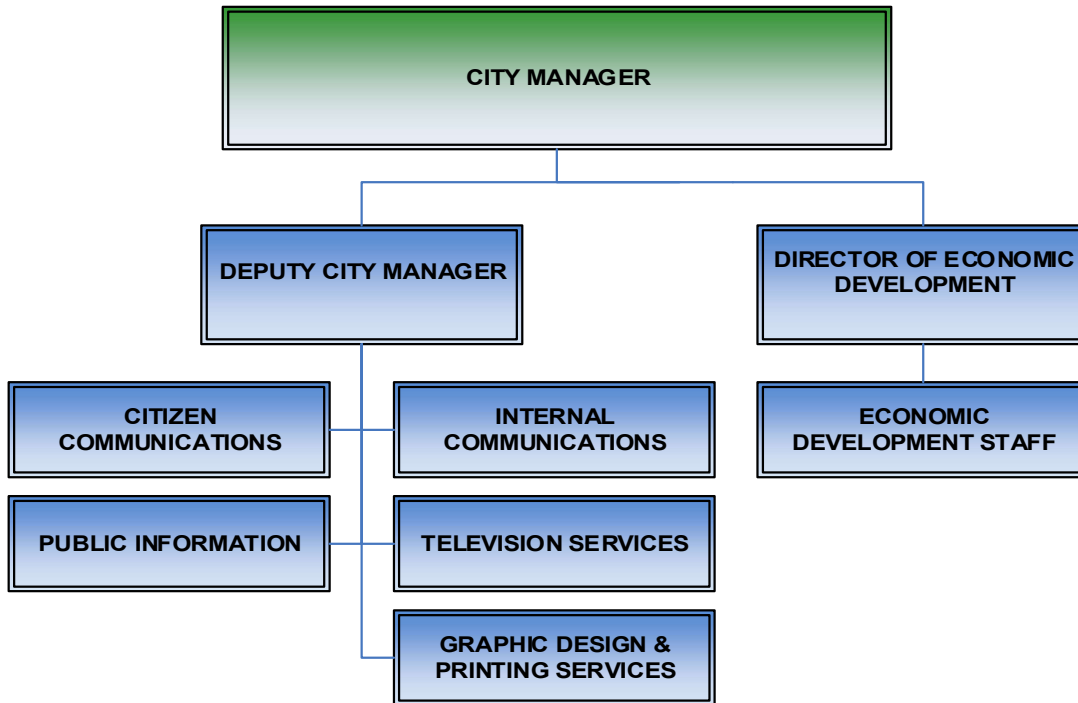 CITY MANAGER
DEPUTY CITY MANAGER
DIRECTOR OF ECONOMIC
DEVELOPMENT
CITIZEN
COMMUNICATIONS
INTERNAL
COMMUNICATIONS
ECONOMIC
DEVELOPMENT STAFF
PUBLIC INFORMATION
TELEVISION SERVICES
GRAPHIC DESIGN &
PRINTING SERVICES